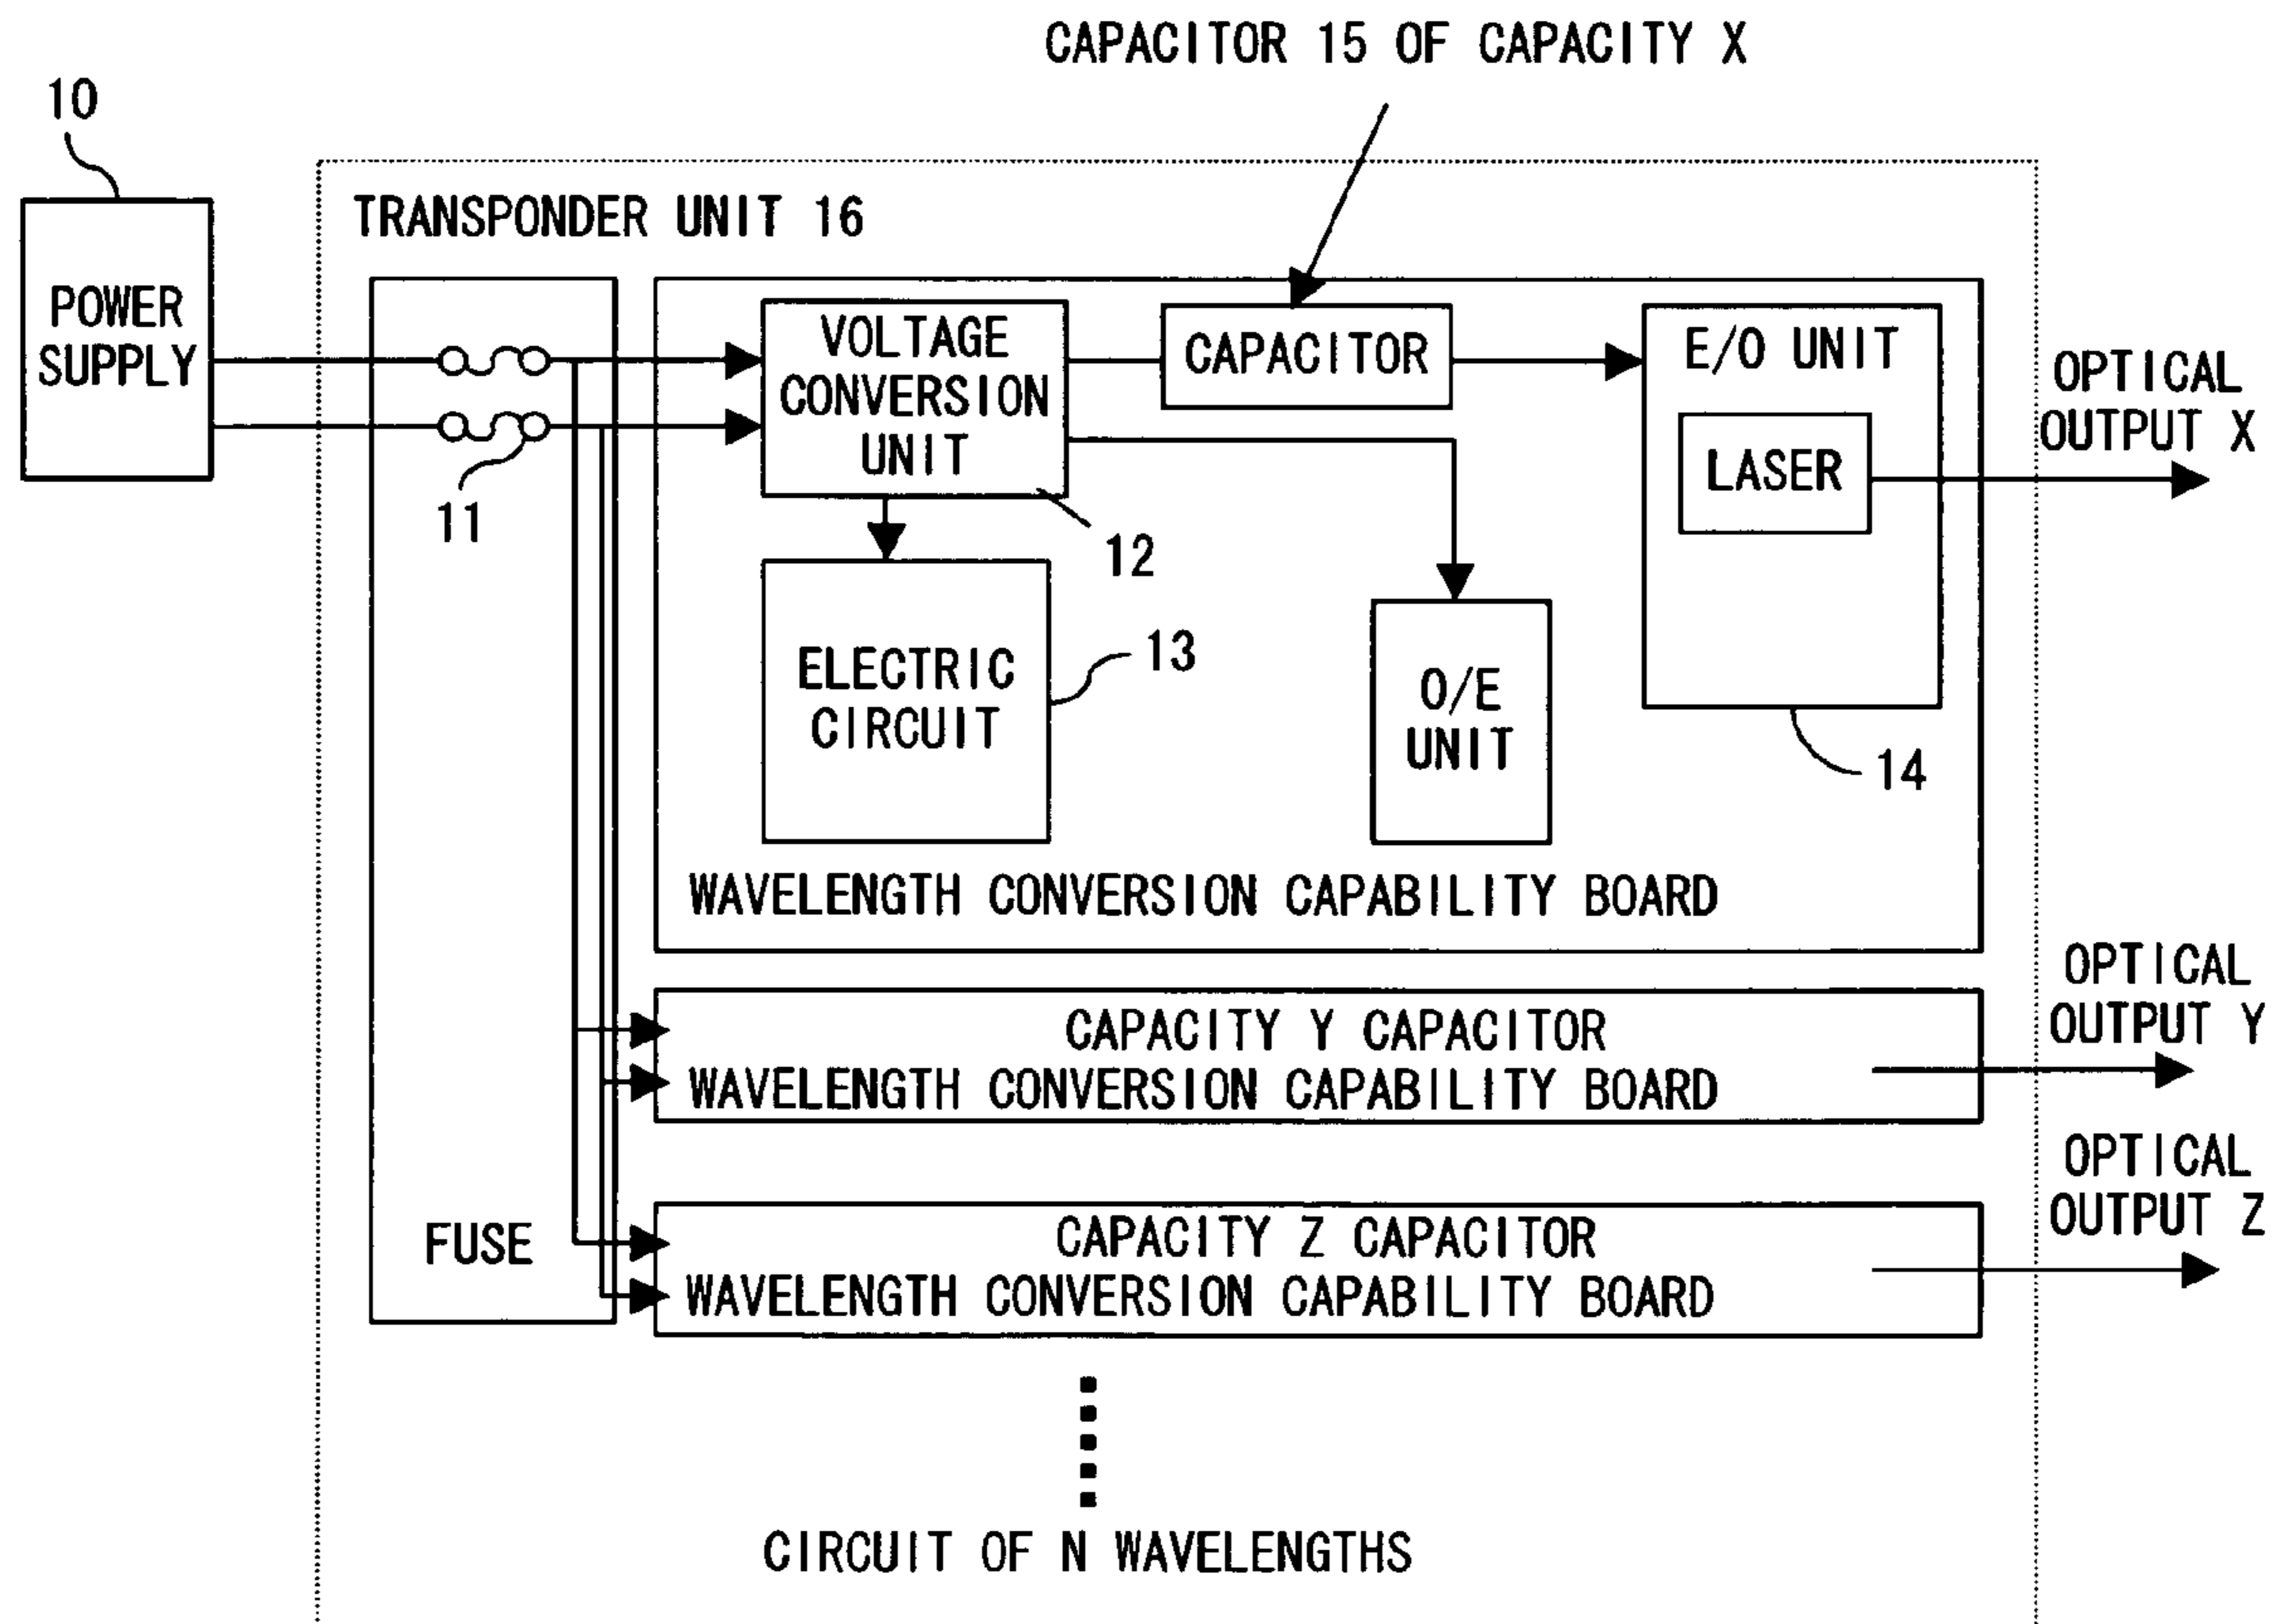 CAPACITOR 15 OF CAPACITY X
10
TRANSPONDER UNIT 16
POWER
SUPPLY
VOLTAGE
CONVERSION
UNIT
CAPACITOR
E/O UNIT
LASER
OPTICAL
OUTPUT X
11
12
ELECTRIC
CIRCUIT
13
O/E
UNIT
14
WAVELENGTH CONVERSION CAPABILITY BOARD
CAPACITY Y CAPACITOR
WAVELENGTH CONVERSION CAPABILITY BOARD
OPTICAL
OUTPUT Y
FUSE
CAPACITY Z CAPACITOR
WAVELENGTH CONVERSION CAPABILITY BOARD
OPTICAL
OUTPUT Z
CIRCUIT OF N WAVELENGTHS